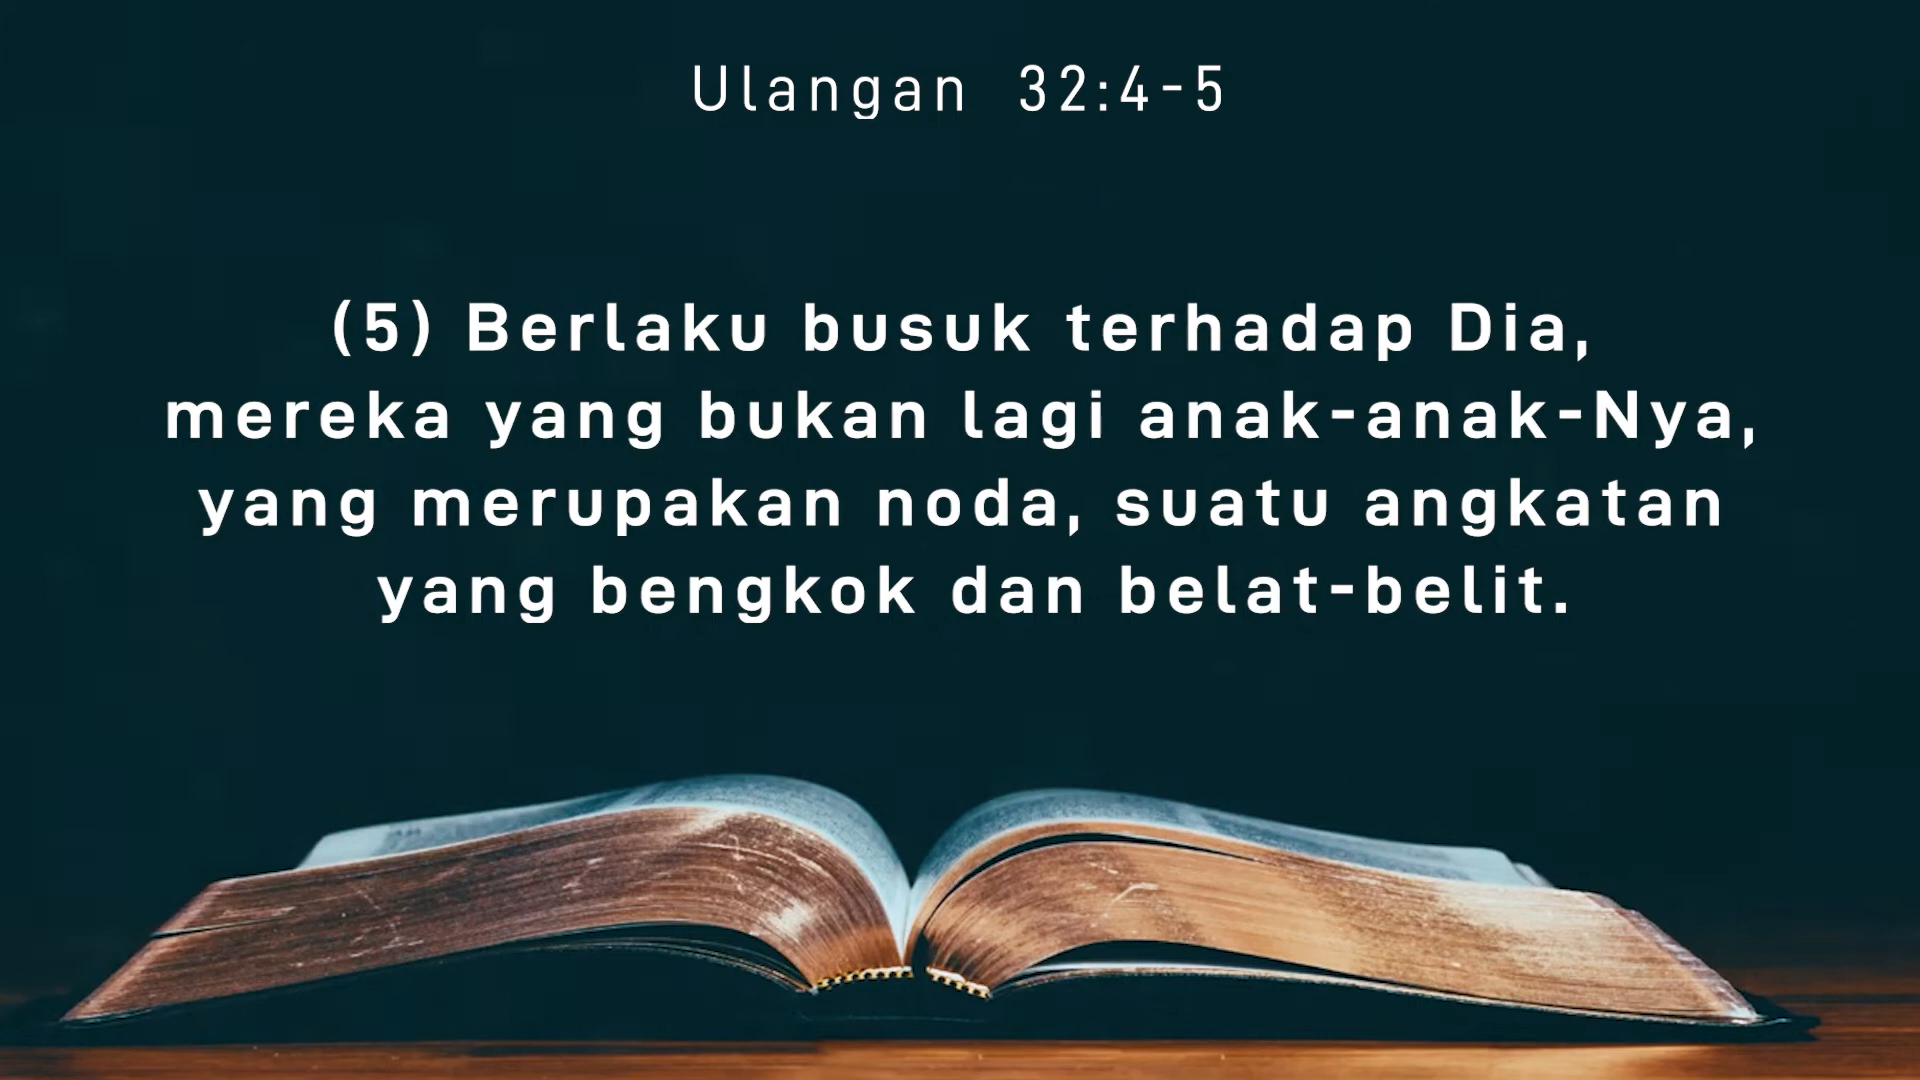 Ulangan 32:4-5
(5) Berlaku busuk terhadap Dia,
mereka yang bukan lagi anak-anak-Nya,
yang merupakan noda, suatu angkatan
yang bengkok dan belat-belit.